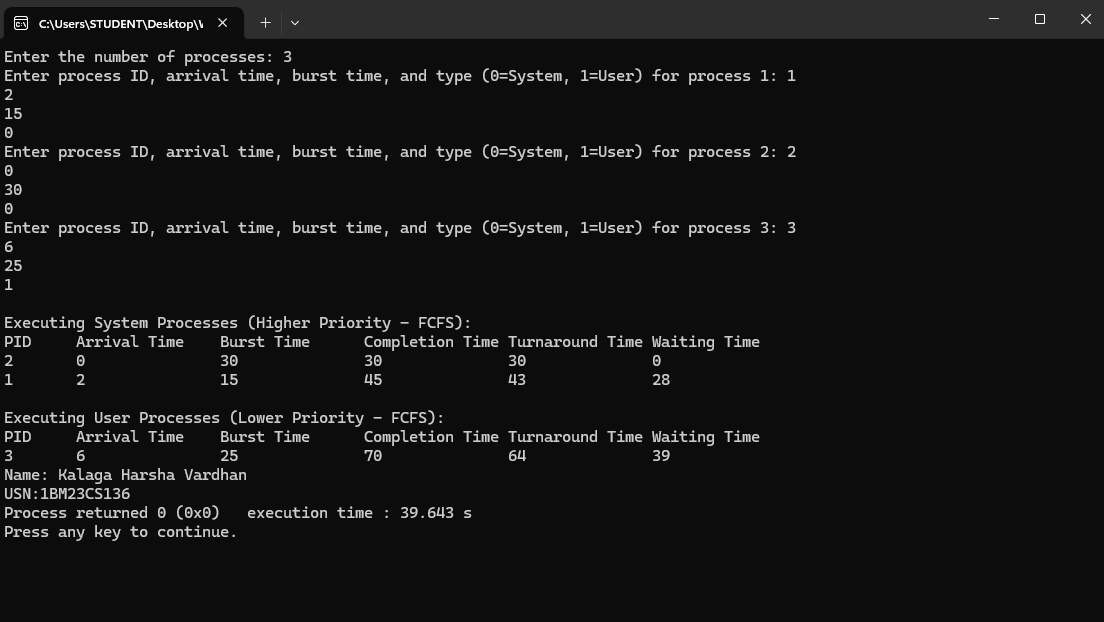 C:\Users\STUDENT\Desktop\
Enter the number of processes: 3
Enter process ID, arrival time, burst time, and type (0=System, 1=User) for process 1: 1
2
15
0
Enter process ID, arrival time, burst time, and type (0=System, 1=User) for process 2: 2
0
30
0
Enter process ID, arrival time, burst time, and type (0=System, 1=User) for process 3: 3
6
25
1
Executing System Processes (Higher Priority - FCFS):
PID Arrival Time Burst Time Completion Time Turnaround Time Waiting Time
2 0 30 30 30 0
1 2 15 45 43 28
Executing User Processes (Lower Priority - FCFS):
PID Arrival Time Burst Time Completion Time Turnaround Time Waiting Time
3 6 25 70 64 39
Name: Kalaga Harsha Vardhan
USN:1BM23CS136
Process returned 0 (0x0) execution time : 39.643 s
Press any key to continue.